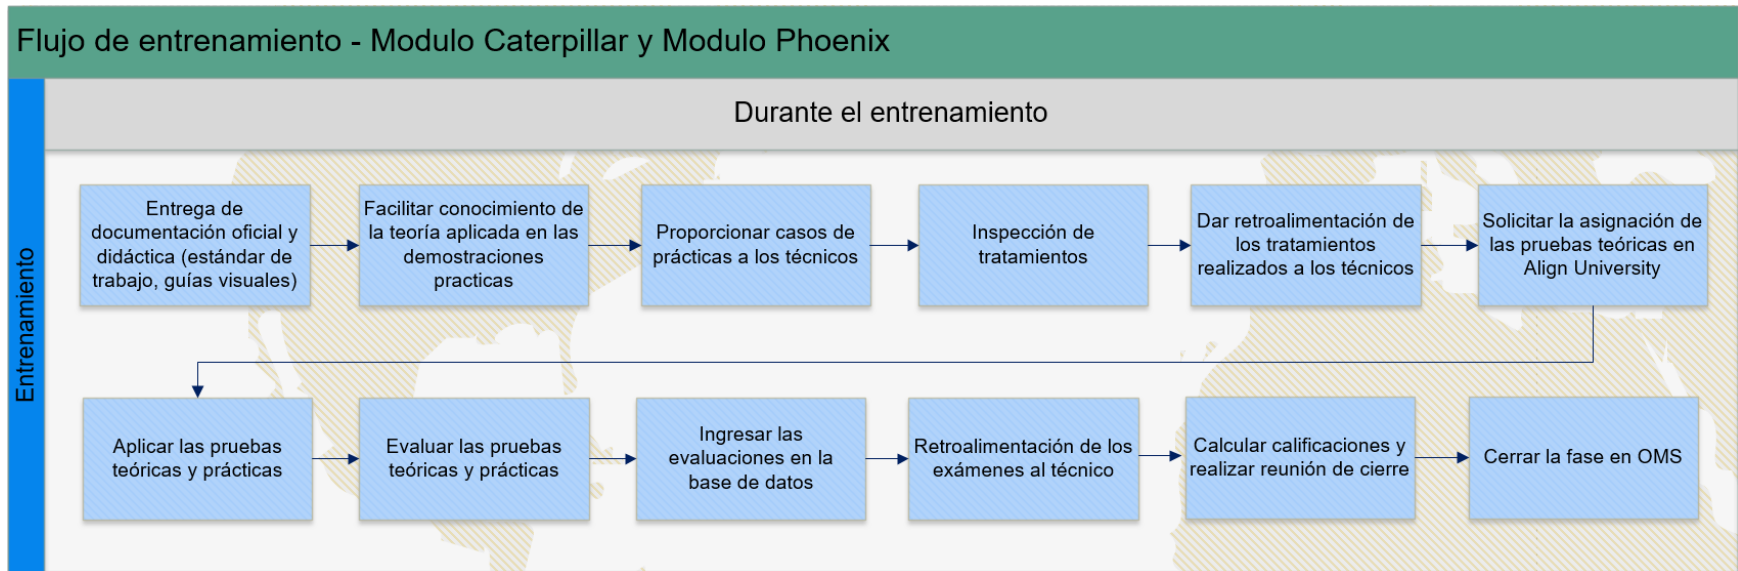 Flujo de entrenamiento - Modulo Caterpillar y Modulo Phoenix
Durante el entrenamiento
Entrenamiento
Entrega de
documentación oficial y
didáctica (estándar de
trabajo, guías visuales)
Facilitar conocimiento de
la teoría aplicada en las
demostraciones
practicas
Proporcionar casos de
prácticas a los técnicos
Inspección de
tratamientos
Dar retroalimentación de
los tratamientos
realizados a los técnicos
Solicitar la asignación de
las pruebas teóricas en
Align University
Aplicar las pruebas
teóricas y prácticas
Evaluar las pruebas
teóricas y prácticas
Ingresar las
evaluaciones en la
base de datos
Retroalimentación de los
exámenes al técnico
Calcular calificaciones y
realizar reunión de cierre
Cerrar la fase en OMS